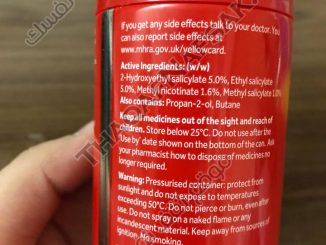 If you get any side effects talk to your doctor. You
can also report side effects at
www.mhra.gov.uk/yellowcard.
Active Ingredients: (w/w)
2-Hydroxyethyl salicylate 5.0%, Ethyl salicylate
5.0%, Methyl nicotinate 1.6%, Methyl salicylate 1.0%
Also contains: Propan-2-ol, Butane
Keep all medicines out of the sight and reach of
children. Store below 25°C. Do not use after the
'Use by' date shown on the bottom of the can. Ask
your pharmacist how to dispose of medicines no
longer required.
Warning: Pressurised container: protect from
sunlight and do not expose to temperatures
exceeding 50°C. Do not pierce or burn, even after
use. Do not spray on a naked flame or any
incandescent material. Keep away from sources of
ignition. No smoking.